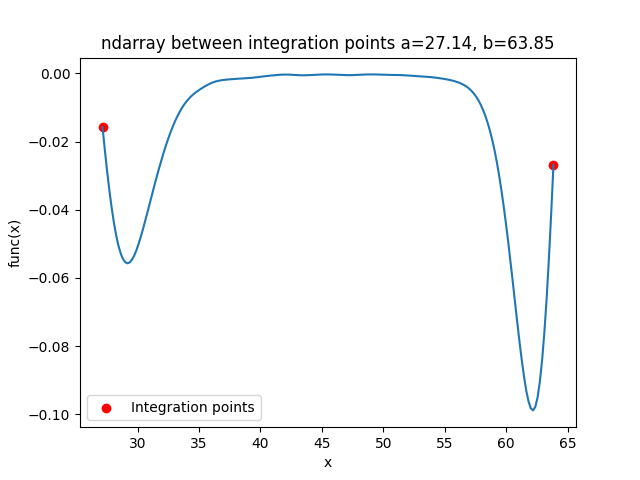 ndarray between integration points a=27.14, b=63.85
0.00
−0.02
−0.04
−0.06
−0.08
−0.10
func(x)
Integration points
30 35 40 45 50 55 60 65
x